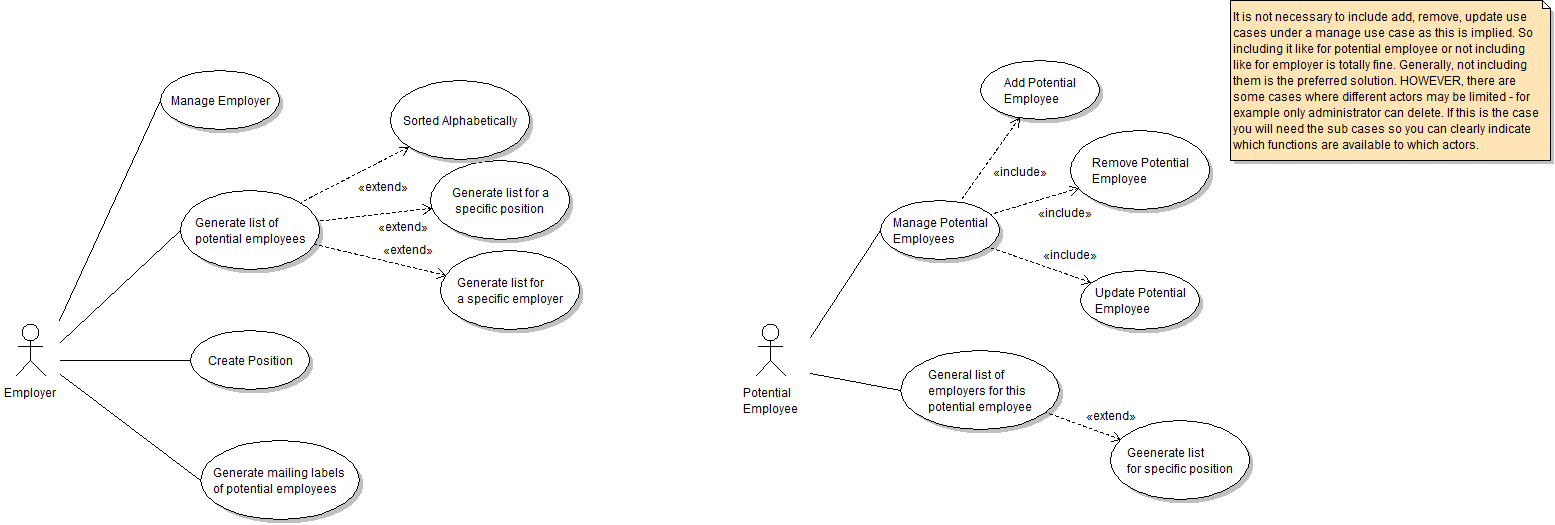 Manage Employer
Sorted Alphabetically
«extend»
Generate list for a
specific position
Generate list of
potential employees
«extend»
«extend»
Generate list for
a specific employer
Employer
Create Position
Generate mailing labels
of potential employees
Add Potential
Employee
«include»
Remove Potential
Employee
Manage Potential
Employees
«include»
«include»
Update Potential
Employee
Potential
Employee
General list of
employers for this
potential employee
«extend»
Geenerate list
for specific position
It is not necessary to include add, remove, update use
cases under a manage use case as this is implied. So
including it like for potential employee or not including
like for employer is totally fine. Generally, not including
them is the preferred solution. HOWEVER, there are
some cases where different actors may be limited - for
example only administrator can delete. If this is the case
you will need the sub cases so you can clearly indicate
which functions are available to which actors.